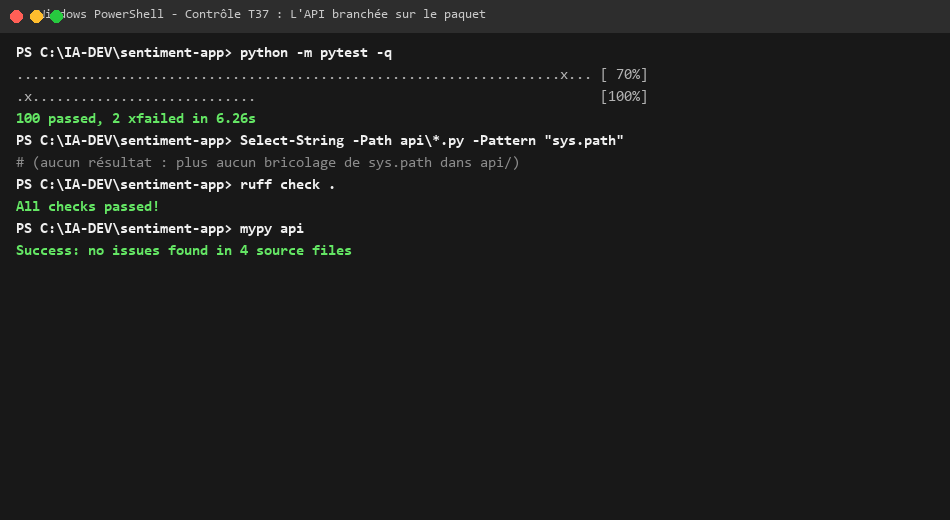 Windows PowerShell - Contrôle T37 : L'API branchée sur le paquet
PS C:\IA-DEV\sentiment-app> python -m pytest -q
....................................................................x... [ 70%]
.x............................ [100%]
100 passed, 2 xfailed in 6.26s
PS C:\IA-DEV\sentiment-app> Select-String -Path api\*.py -Pattern "sys.path"
# (aucun résultat : plus aucun bricolage de sys.path dans api/)
PS C:\IA-DEV\sentiment-app> ruff check .
All checks passed!
PS C:\IA-DEV\sentiment-app> mypy api
Success: no issues found in 4 source files